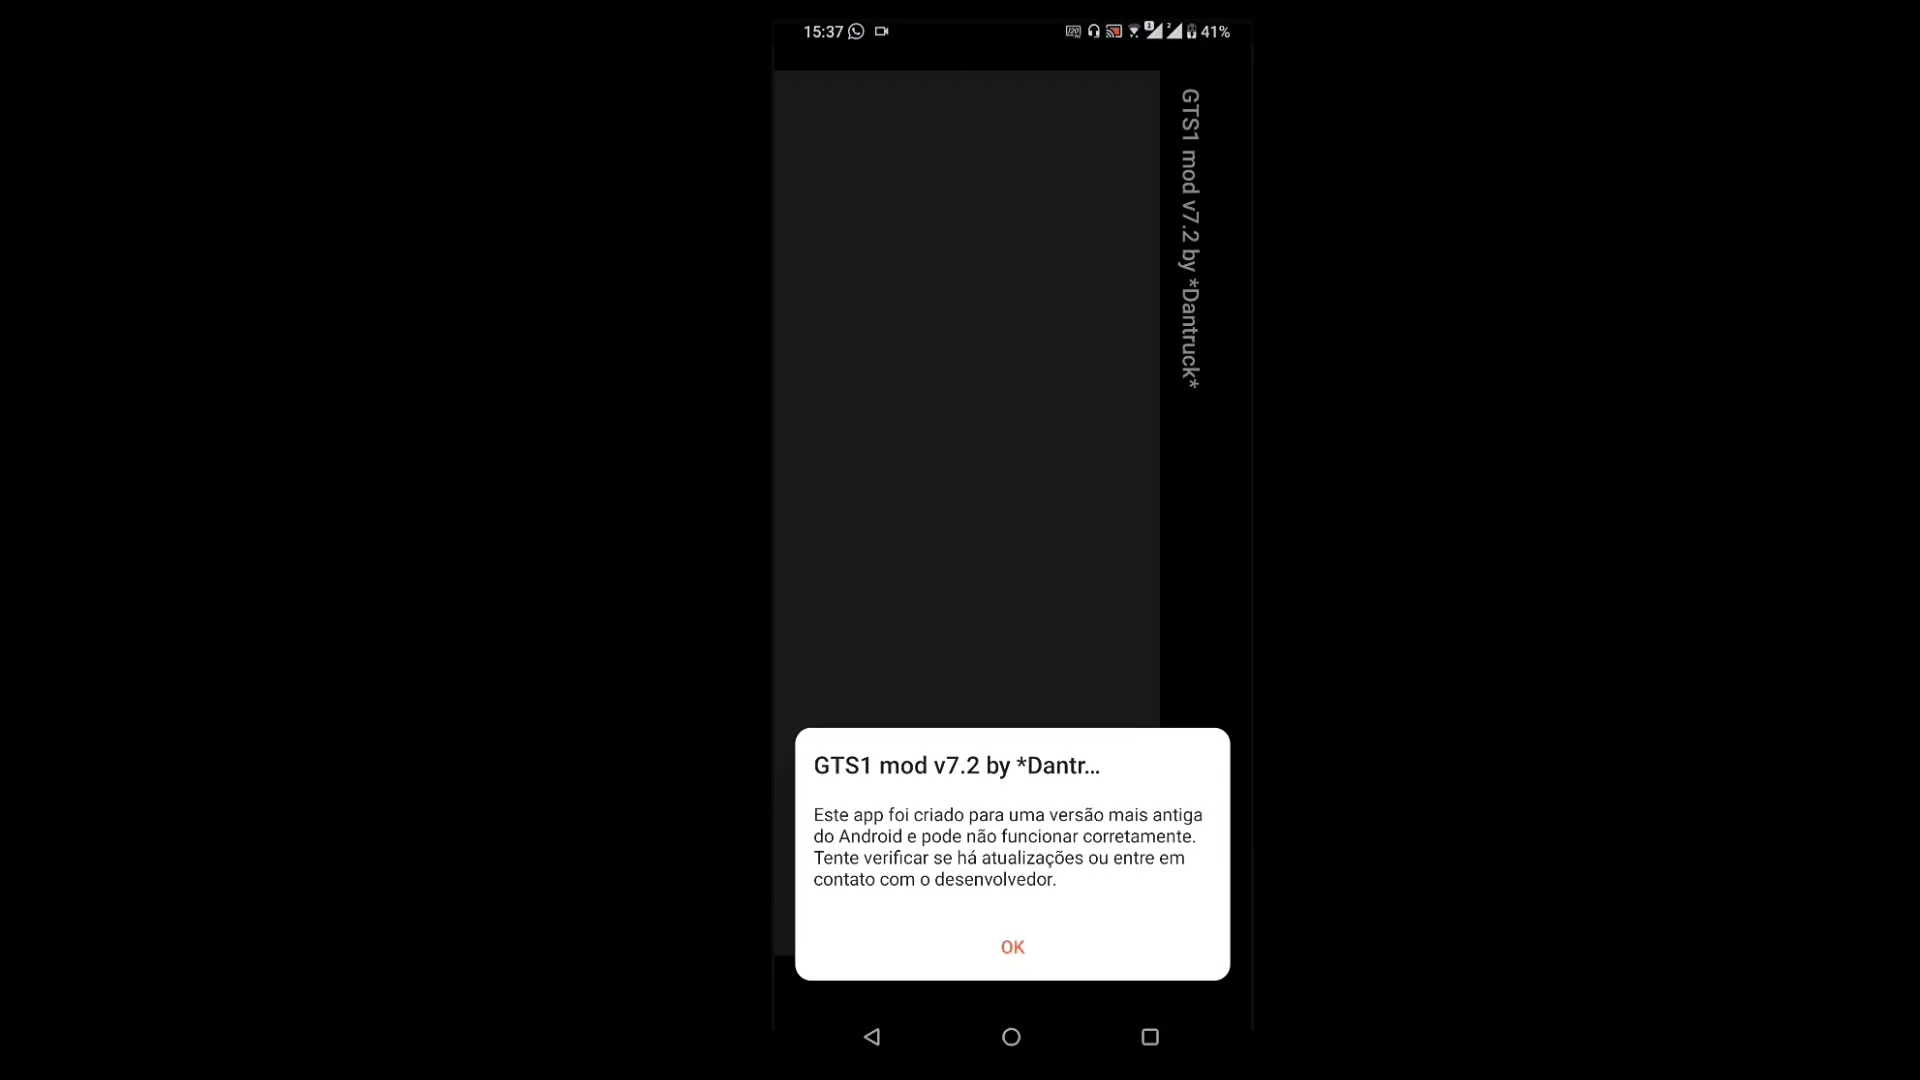 15:37
41%
GTS1 mod v7.2 by *Dantruck*
GTS1 mod v7.2 by *Dantr...
Este app foi criado para uma versão mais antiga
do Android e pode não funcionar corretamente.
Tente verificar se há atualizações ou entre em
contato com o desenvolvedor.
OK